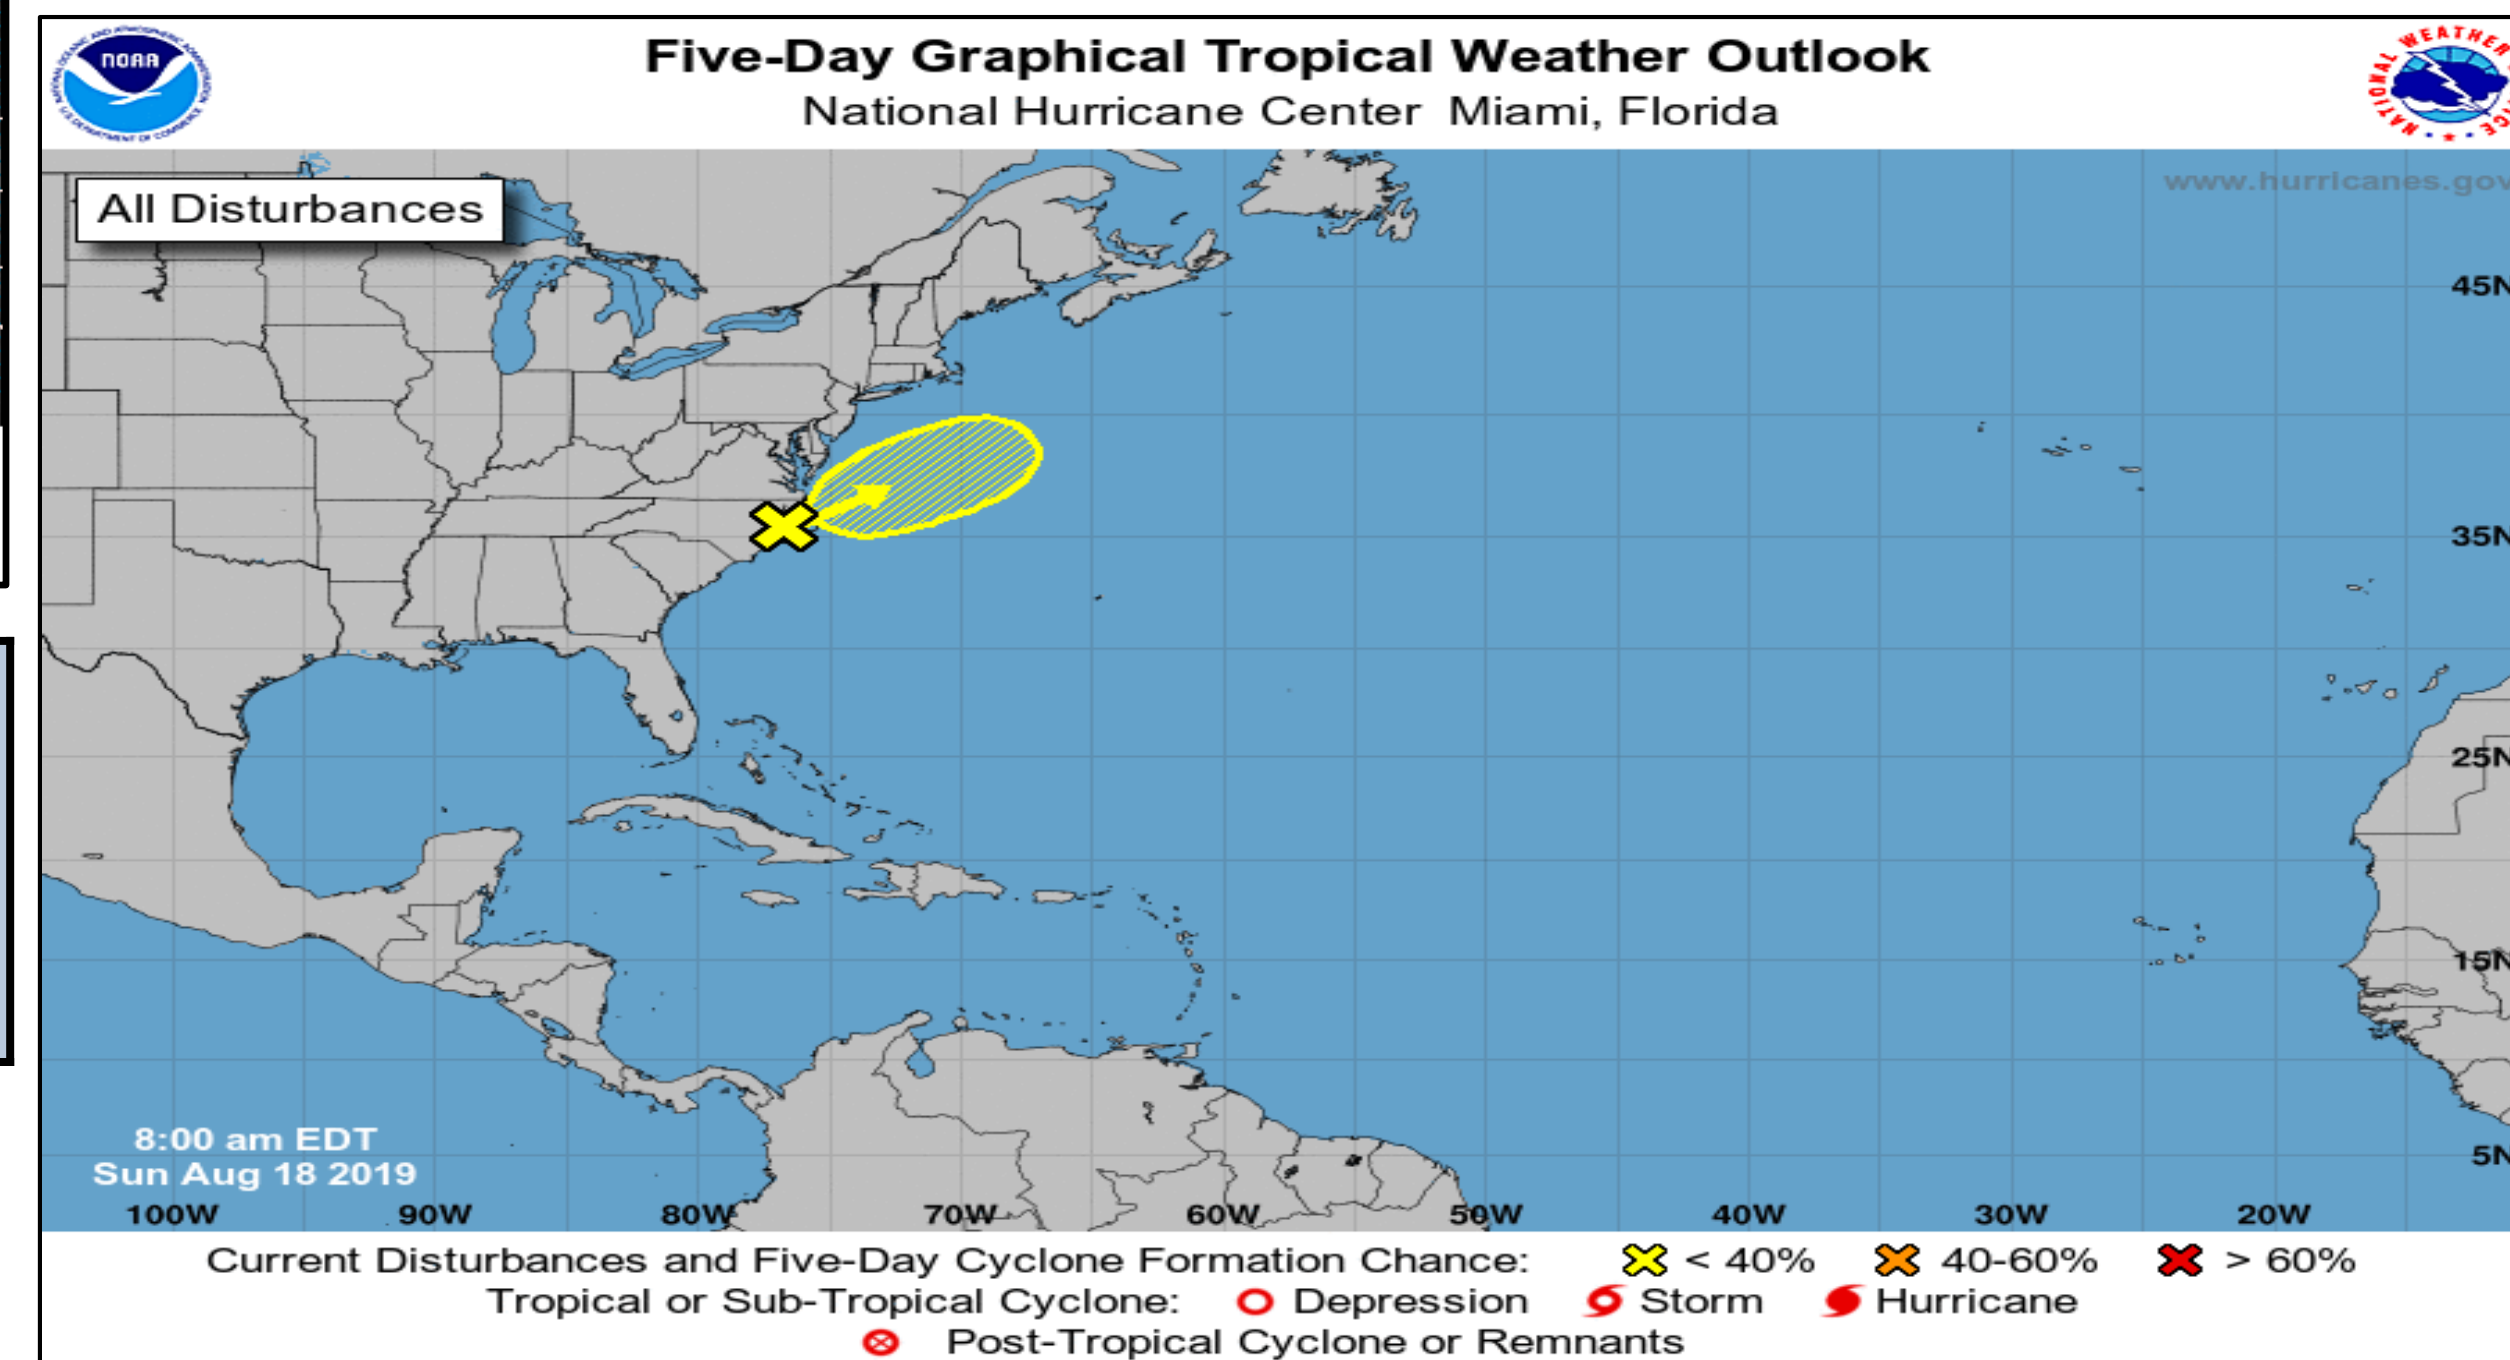 NOAA
Five-Day Graphical Tropical Weather Outlook
National Hurricane Center Miami, Florida
NATIONAL WEATHER
All Disturbances
www.hurricanes.gov
45N
35N
25N
15N
5N
8:00 am EDT
Sun Aug 18 2019
100W 90W 80W 70W 60W 50W 40W 30W 20W
Current Disturbances and Five-Day Cyclone Formation Chance: < 40% 40-60% > 60%
Tropical or Sub-Tropical Cyclone: Depression Storm Hurricane
Post-Tropical Cyclone or Remnants